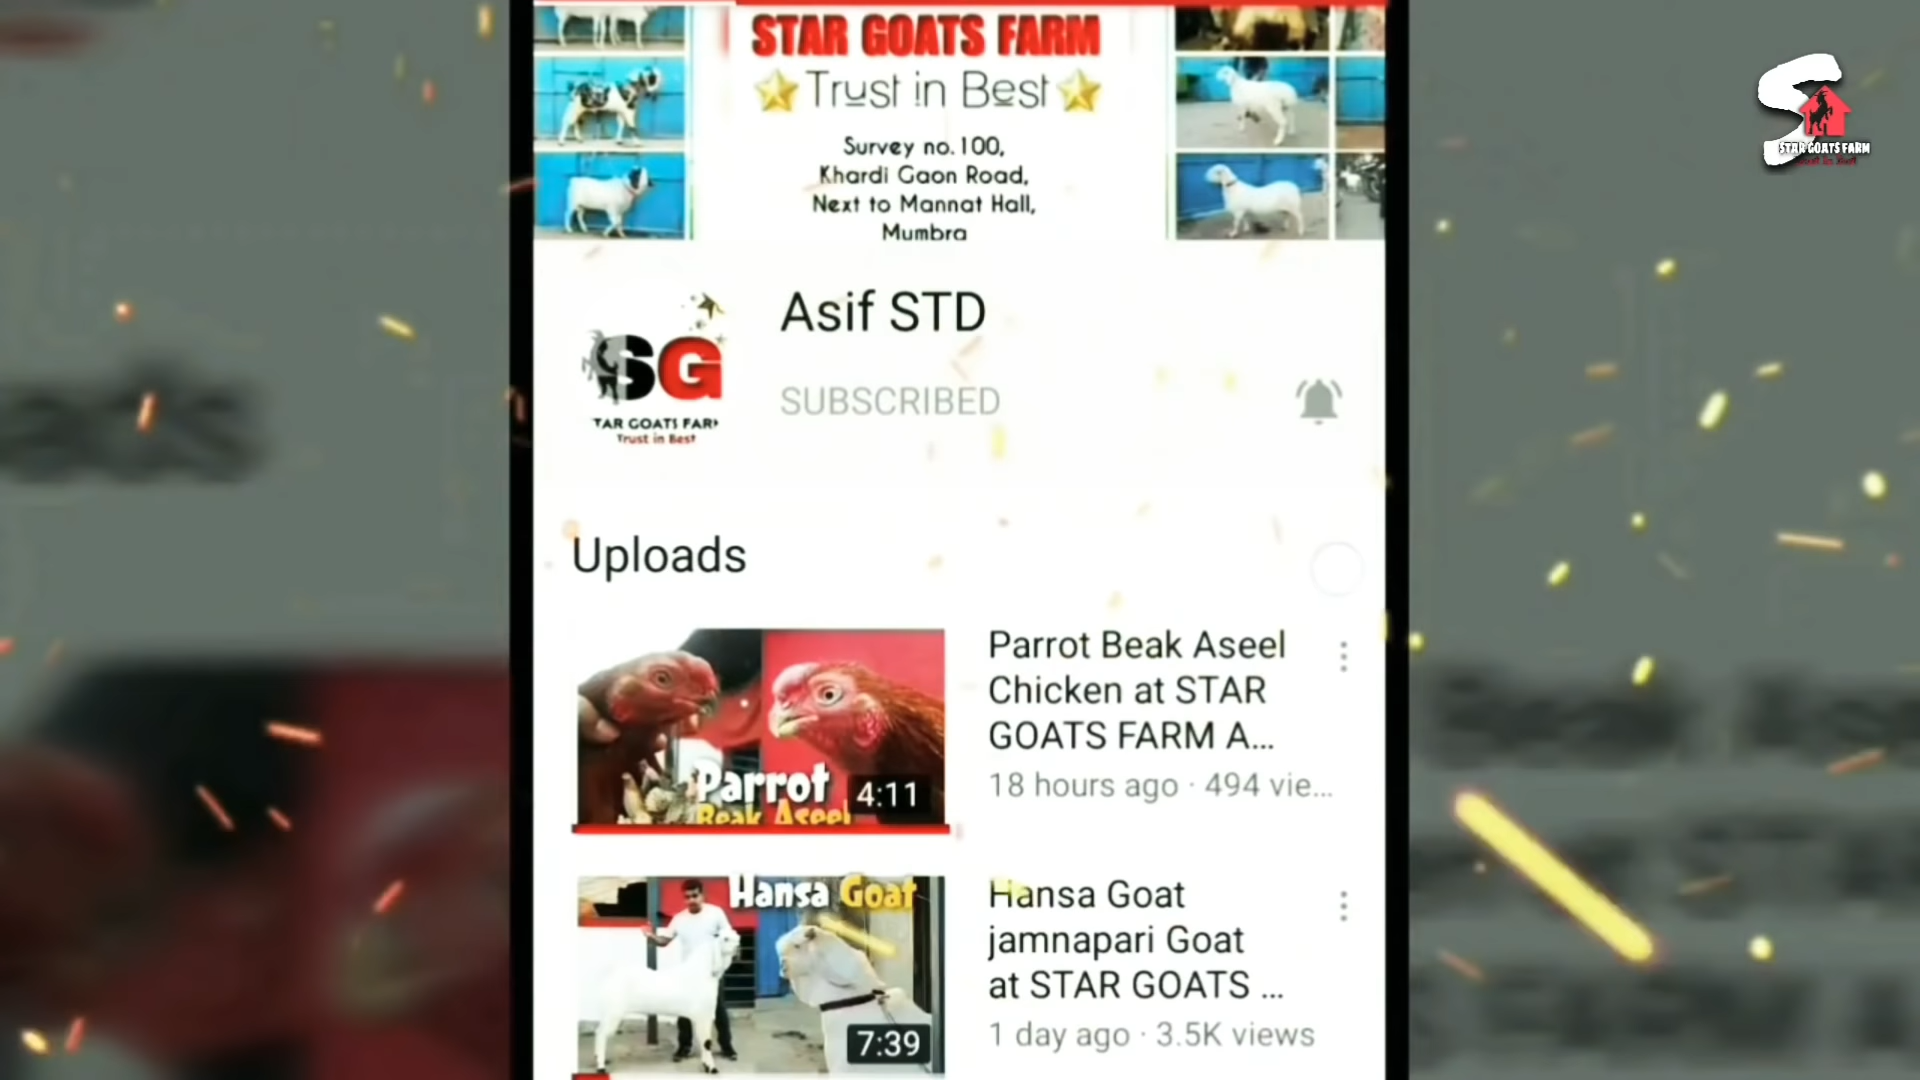 STAR GOATS FARM
Trust in Best
Survey no.100,
Khardi Gaon Road,
Next to Mannat Hall,
Mumbra
STAR GOATS FARM
Asif STD
SG
TAR GOATS FAR
Trust in Best
SUBSCRIBED
Uploads
Parrot
Beak Aseel
4:11
Parrot Beak Aseel
Chicken at STAR
GOATS FARM A...
18 hours ago · 494 vie...
Hansa Goat
7:39
Hansa Goat
jamnapari Goat
at STAR GOATS ...
1 day ago · 3.5K views